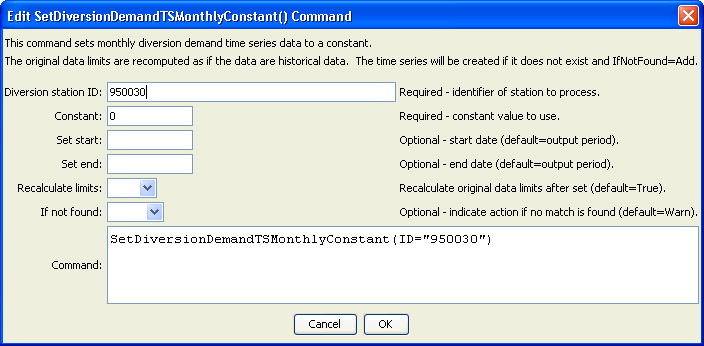 Edit SetDiversionDemandTSMonthlyConstant() Command
This command sets monthly diversion demand time series data to a constant.
The original data limits are recomputed as if the data are historical data.  The time series will be created if it does not exist and IfNotFound=Add.
Diversion station ID: 950030 Required - identifier of station to process.
Constant: 0 Required - constant value to use.
Set start: Optional - start date (default=output period).
Set end: Optional - end date (default=output period).
Recalculate limits: Recalculate original data limits after set (default=True).
If not found: Optional - indicate action if no match is found (default=Warn).
SetDiversionDemandTSMonthlyConstant(ID="950030")
Command:
Cancel OK